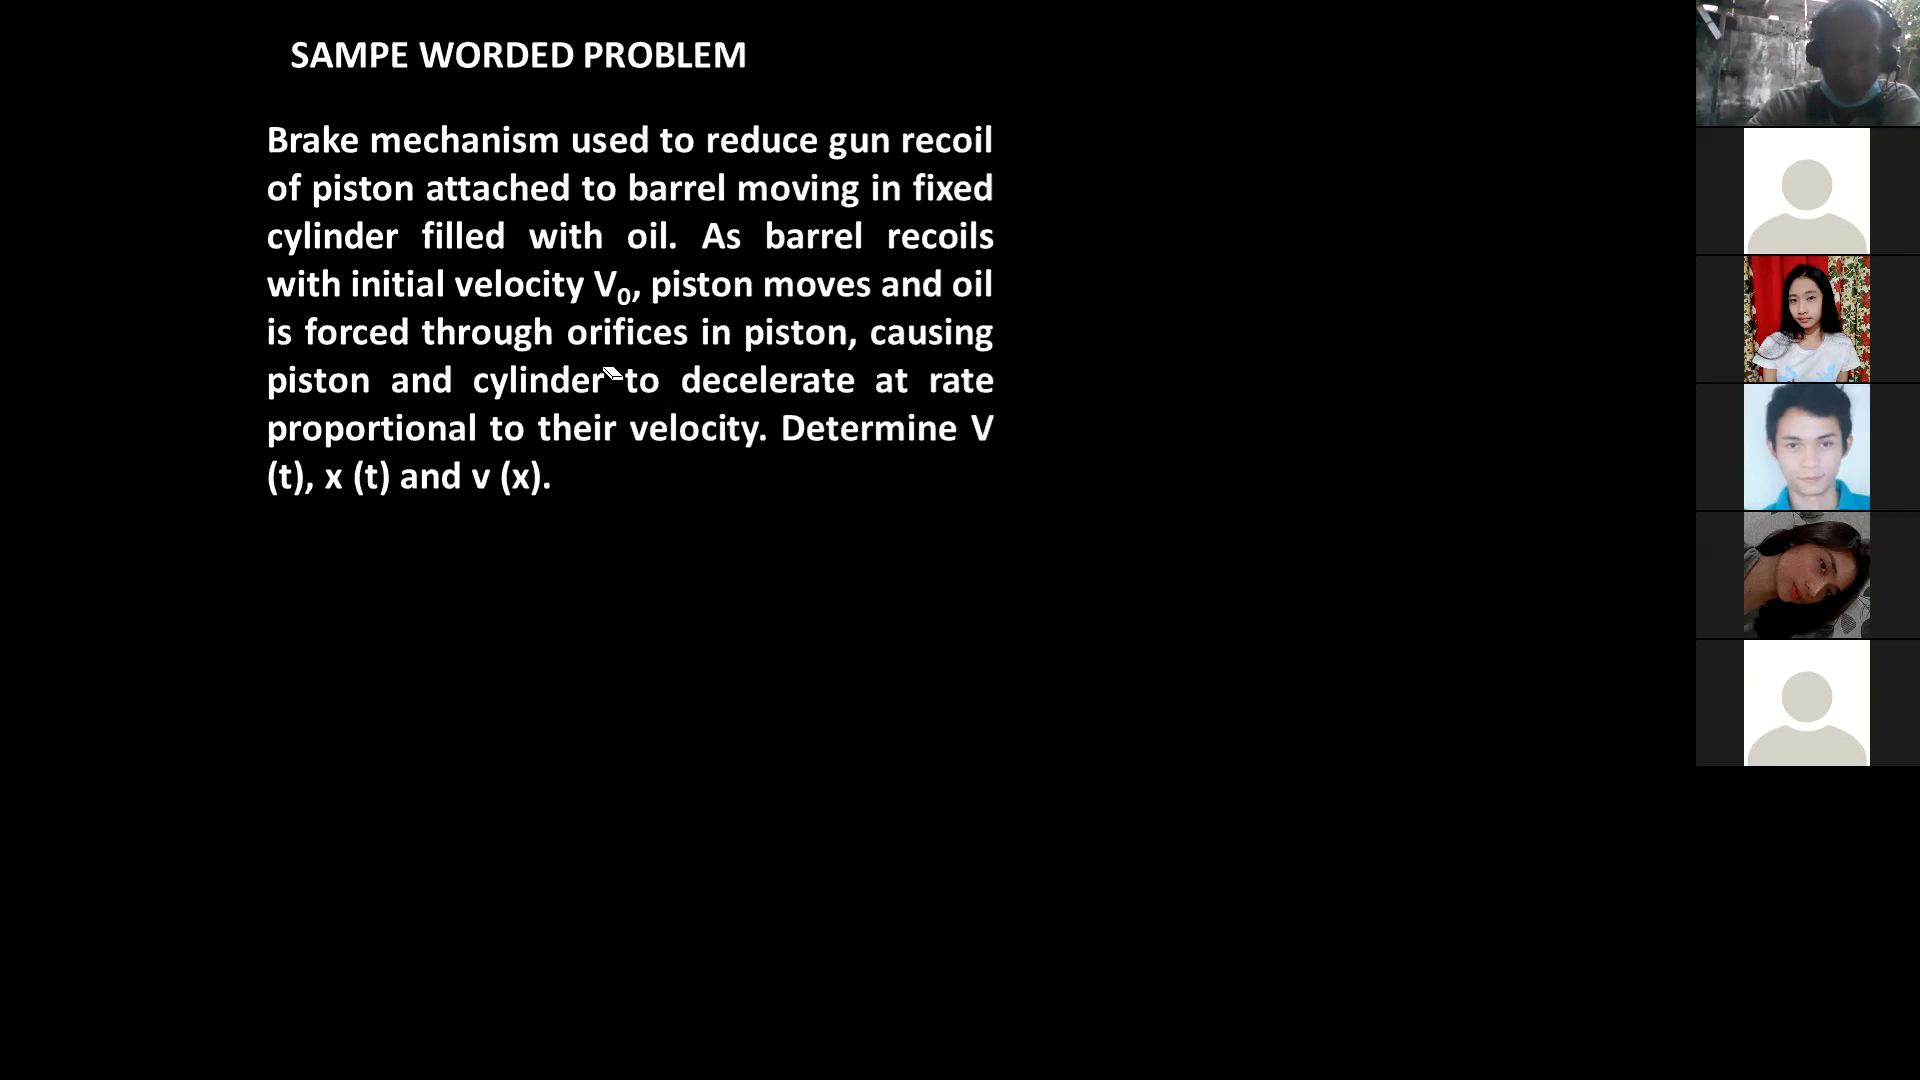 SAMPE WORDED PROBLEM
Brake mechanism used to reduce gun recoil
of piston attached to barrel moving in fixed
cylinder filled with oil. As barrel recoils
with initial velocity V₀, piston moves and oil
is forced through orifices in piston, causing
piston and cylinder to decelerate at rate
proportional to their velocity. Determine V
(t), x (t) and v (x).